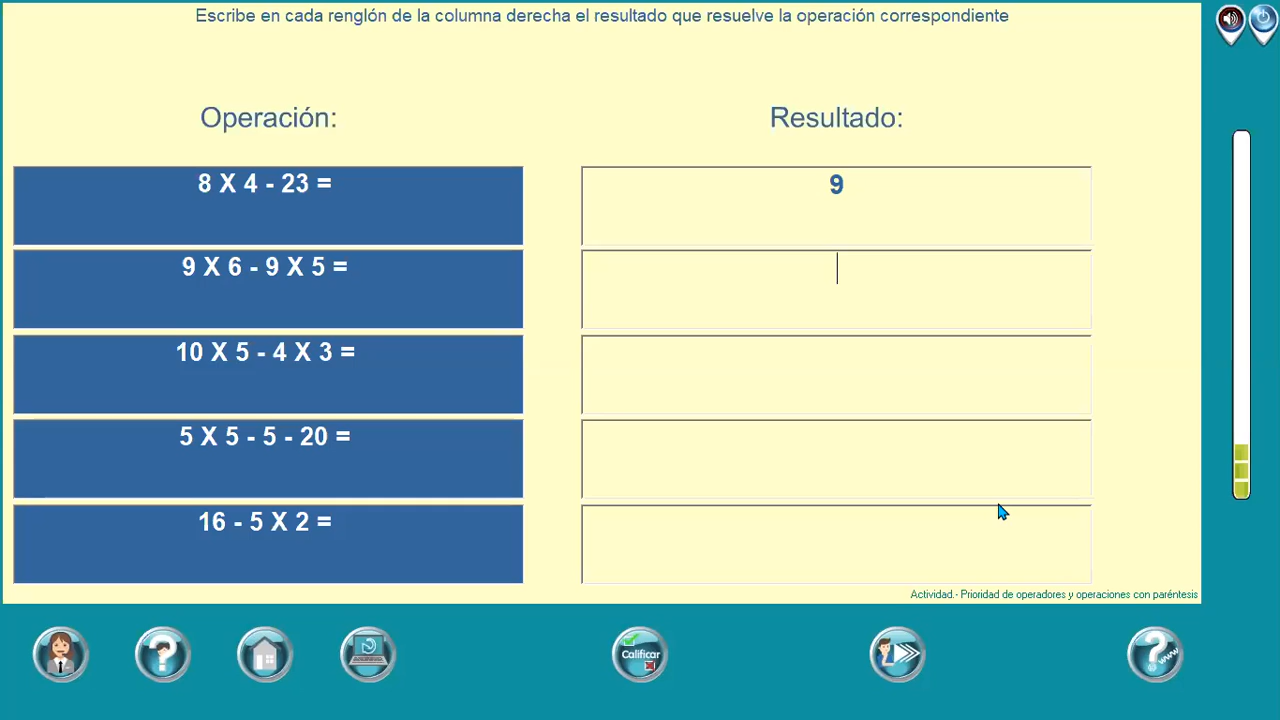 Escribe en cada renglón de la columna derecha el resultado que resuelve la operación correspondiente
Operación:
Resultado:
8 X 4 - 23 =
9
9 X 6 - 9 X 5 =
10 X 5 - 4 X 3 =
5 X 5 - 5 - 20 =
16 - 5 X 2 =
Actividad.- Prioridad de operadores y operaciones con paréntesis
Calificar
? www